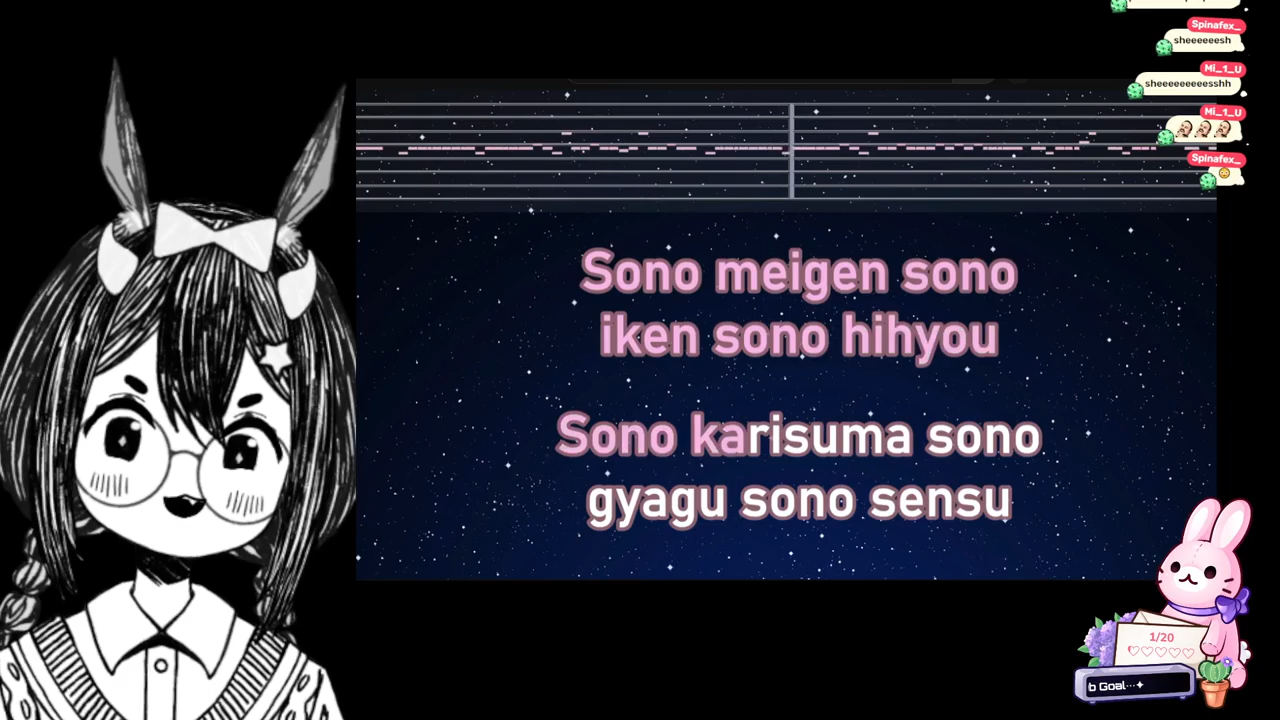 Spinafex_
sheeeeeesh
Mi_1_U
sheeeeeeeeesshh
Mi_1_U
Spinafex_
Sono meigen sono
iken sono hihyou
Sono karisuma sono
gyagu sono sensu
1/20
b Goal